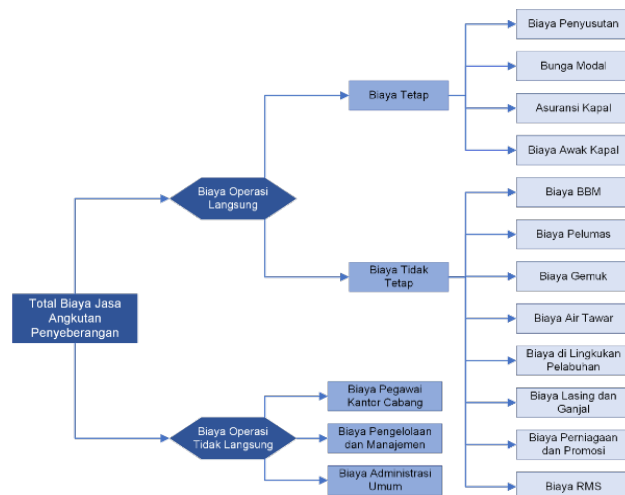 Total Biaya Jasa
Angkutan
Penyeberangan
Biaya Operasi
Langsung
Biaya Tetap
Biaya Penyusutan
Bunga Modal
Asuransi Kapal
Biaya Awak Kapal
Biaya Tidak
Tetap
Biaya BBM
Biaya Pelumas
Biaya Gemuk
Biaya Air Tawar
Biaya di Lingkukan
Pelabuhan
Biaya Lasing dan
Ganjal
Biaya Perniagaan
dan Promosi
Biaya RMS
Biaya Operasi
Tidak Langsung
Biaya Pegawai
Kantor Cabang
Biaya Pengelolaan
dan Manajemen
Biaya Administrasi
Umum